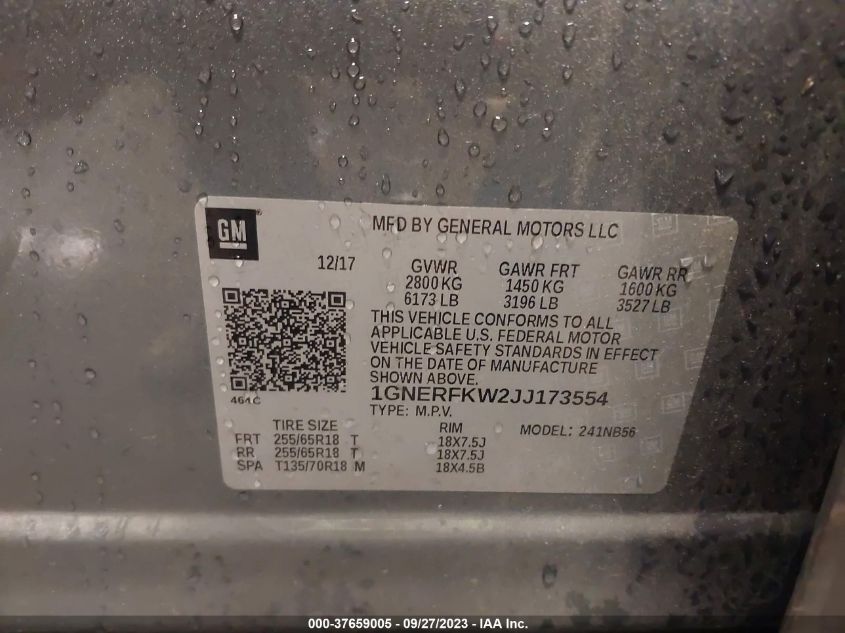 GM
MFD BY GENERAL MOTORS LLC
12/17
GVWR GAWR FRT GAWR RR
2800 KG 1450 KG 1600 KG
6173 LB 3196 LB 3527 LB
THIS VEHICLE CONFORMS TO ALL
APPLICABLE U.S. FEDERAL MOTOR
VEHICLE SAFETY STANDARDS IN EFFECT
ON THE DATE OF MANUFACTURE
SHOWN ABOVE.
464C
1GNERFKW2JJ173554
TYPE: M.P.V.
TIRE SIZE RIM MODEL: 241NB56
FRT 255/65R18 T 18X7.5J
RR 255/65R18 T 18X7.5J
SPA T135/70R18 M 18X4.5B
000-37659005 - 09/27/2023 - IAA Inc.